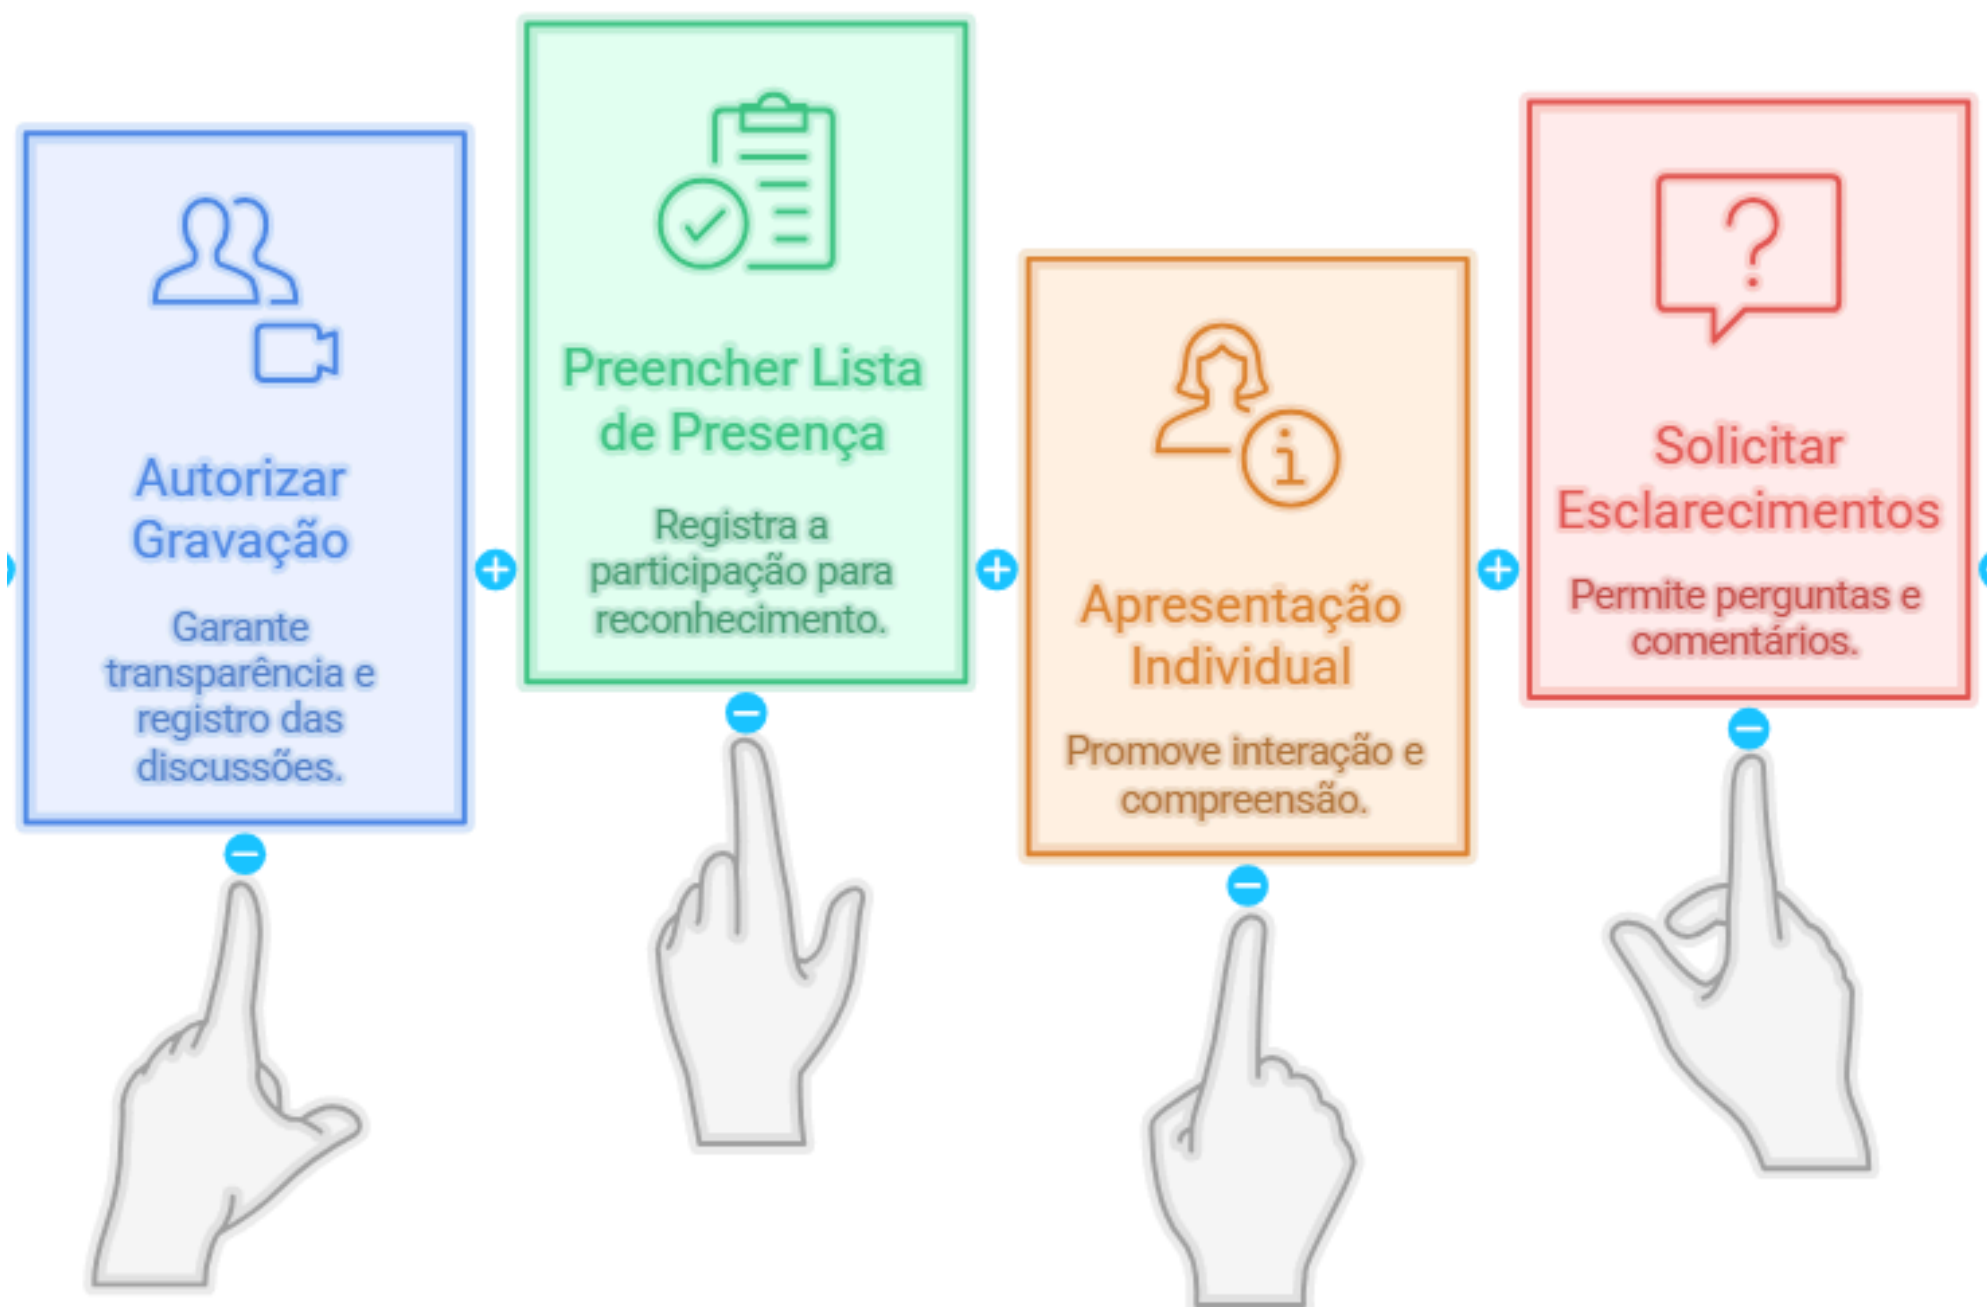 Autorizar
Gravação
Garante
transparência e
registro das
discussões.
Preencher Lista
de Presença
Registra a
participação para
reconhecimento.
Apresentação
Individual
Promove interação e
compreensão.
Solicitar
Esclarecimentos
Permite perguntas e
comentários.